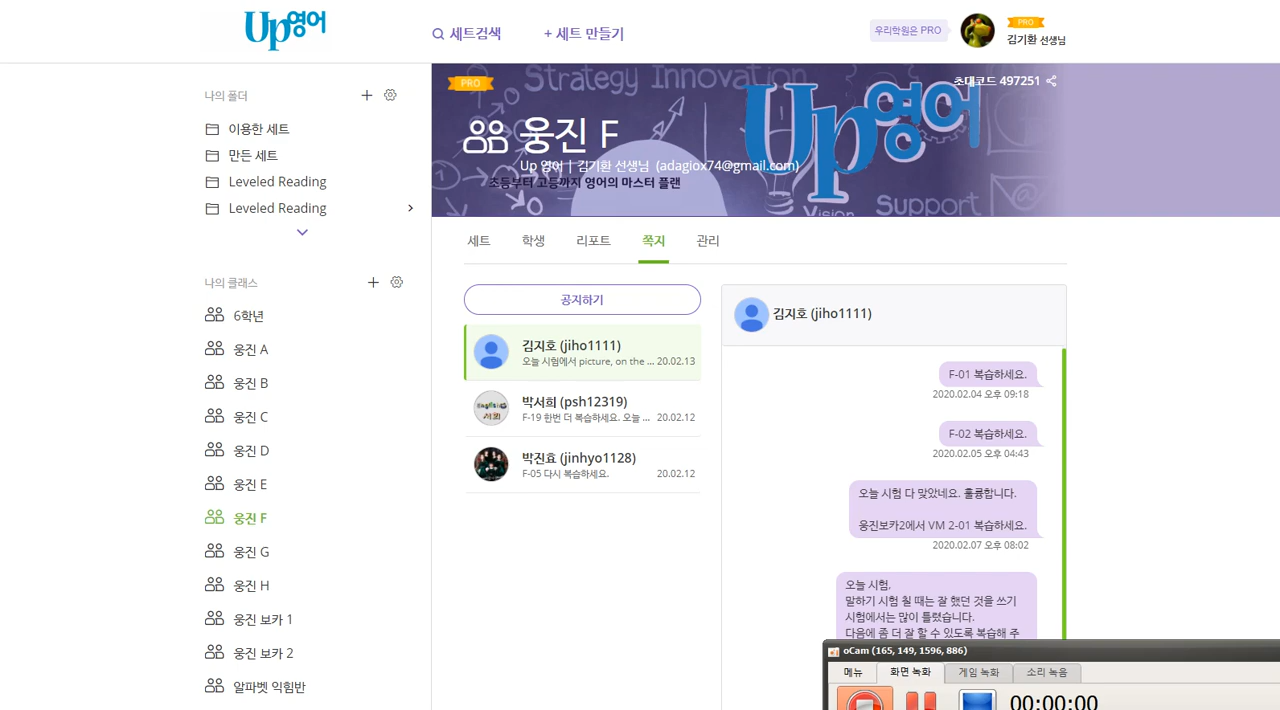 Up영어
세트검색
+ 세트 만들기
우리학원은 PRO
PRO
김기환 선생님
나의 폴더
이용한 세트
만든 세트
Leveled Reading
Leveled Reading
나의 클래스
6학년
웅진 A
웅진 B
웅진 C
웅진 D
웅진 E
웅진 F
웅진 G
웅진 H
웅진 보카 1
웅진 보카 2
알파벳 익힘반
PRO
Strategy Innovation
초대코드 497251
Up영어
웅진 F
Up 영어 | 김기환 선생님 (adagiox74@gmail.com)
초등부터 고등까지 영어의 마스터 플랜
Vision
Support
세트
학생
리포트
쪽지
관리
공지하기
김지호 (jiho1111)
오늘 시험에서 picture, on the ... 20.02.13
박서희 (psh12319)
F-19 한번 더 복습하세요. 오늘 ... 20.02.12
박진효 (jinhyo1128)
F-05 다시 복습하세요. 20.02.12
김지호 (jiho1111)
F-01 복습하세요.
2020.02.04 오후 09:18
F-02 복습하세요.
2020.02.05 오후 04:43
오늘 시험 다 맞았네요. 훌륭합니다.
웅진보카2에서 VM 2-01 복습하세요.
2020.02.07 오후 08:02
오늘 시험,
말하기 시험 칠 때는 잘 했던 것을 쓰기
시험에서는 많이 틀렸습니다.
다음에 좀 더 잘 할 수 있도록 복습해 주
oCam (165, 149, 1596, 886)
메뉴
화면 녹화
게임 녹화
소리 녹음
00:00:00